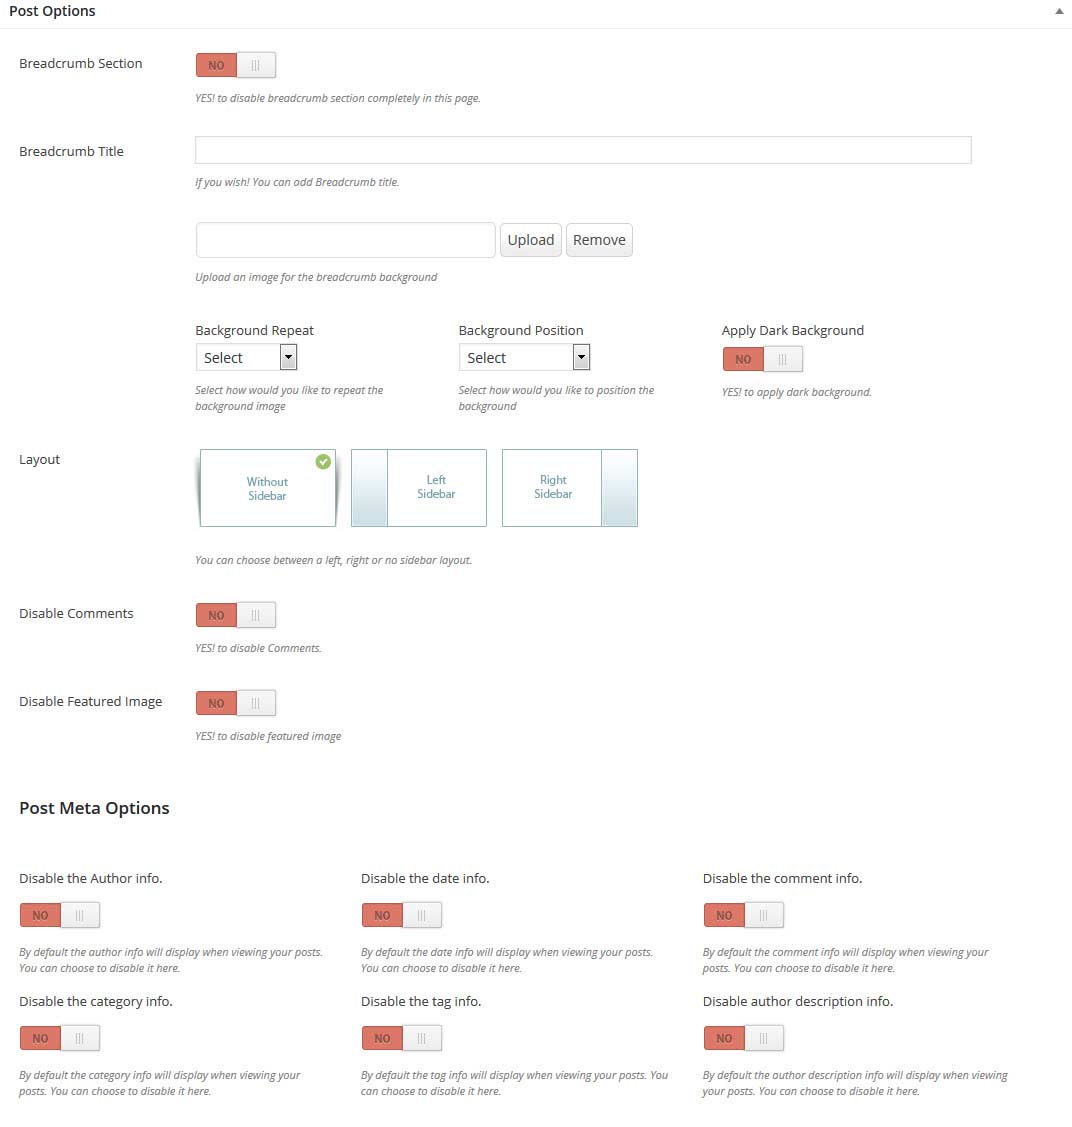 Post Options
Breadcrumb Section
NO
YES! to disable breadcrumb section completely in this page.
Breadcrumb Title
If you wish! You can add Breadcrumb title.
Upload
Remove
Upload an image for the breadcrumb background
Background Repeat
Background Position
Apply Dark Background
Select
Select
NO
Select how would you like to repeat the
background image
Select how would you like to position the
background
YES! to apply dark background.
Layout
Without
Sidebar
Left
Sidebar
Right
Sidebar
You can choose between a left, right or no sidebar layout.
Disable Comments
NO
YES! to disable Comments.
Disable Featured Image
NO
YES! to disable featured image
Post Meta Options
Disable the Author info.
Disable the date info.
Disable the comment info.
NO
NO
NO
By default the author info will display when viewing your posts.
You can choose to disable it here.
By default the date info will display when viewing your posts.
You can choose to disable it here.
By default the comment info will display when viewing your
posts. You can choose to disable it here.
Disable the category info.
Disable the tag info.
Disable author description info.
NO
NO
NO
By default the category info will display when viewing your
posts. You can choose to disable it here.
By default the tag info will display when viewing your posts. You
can choose to disable it here.
By default the author description info will display when viewing
your posts. You can choose to disable it here.